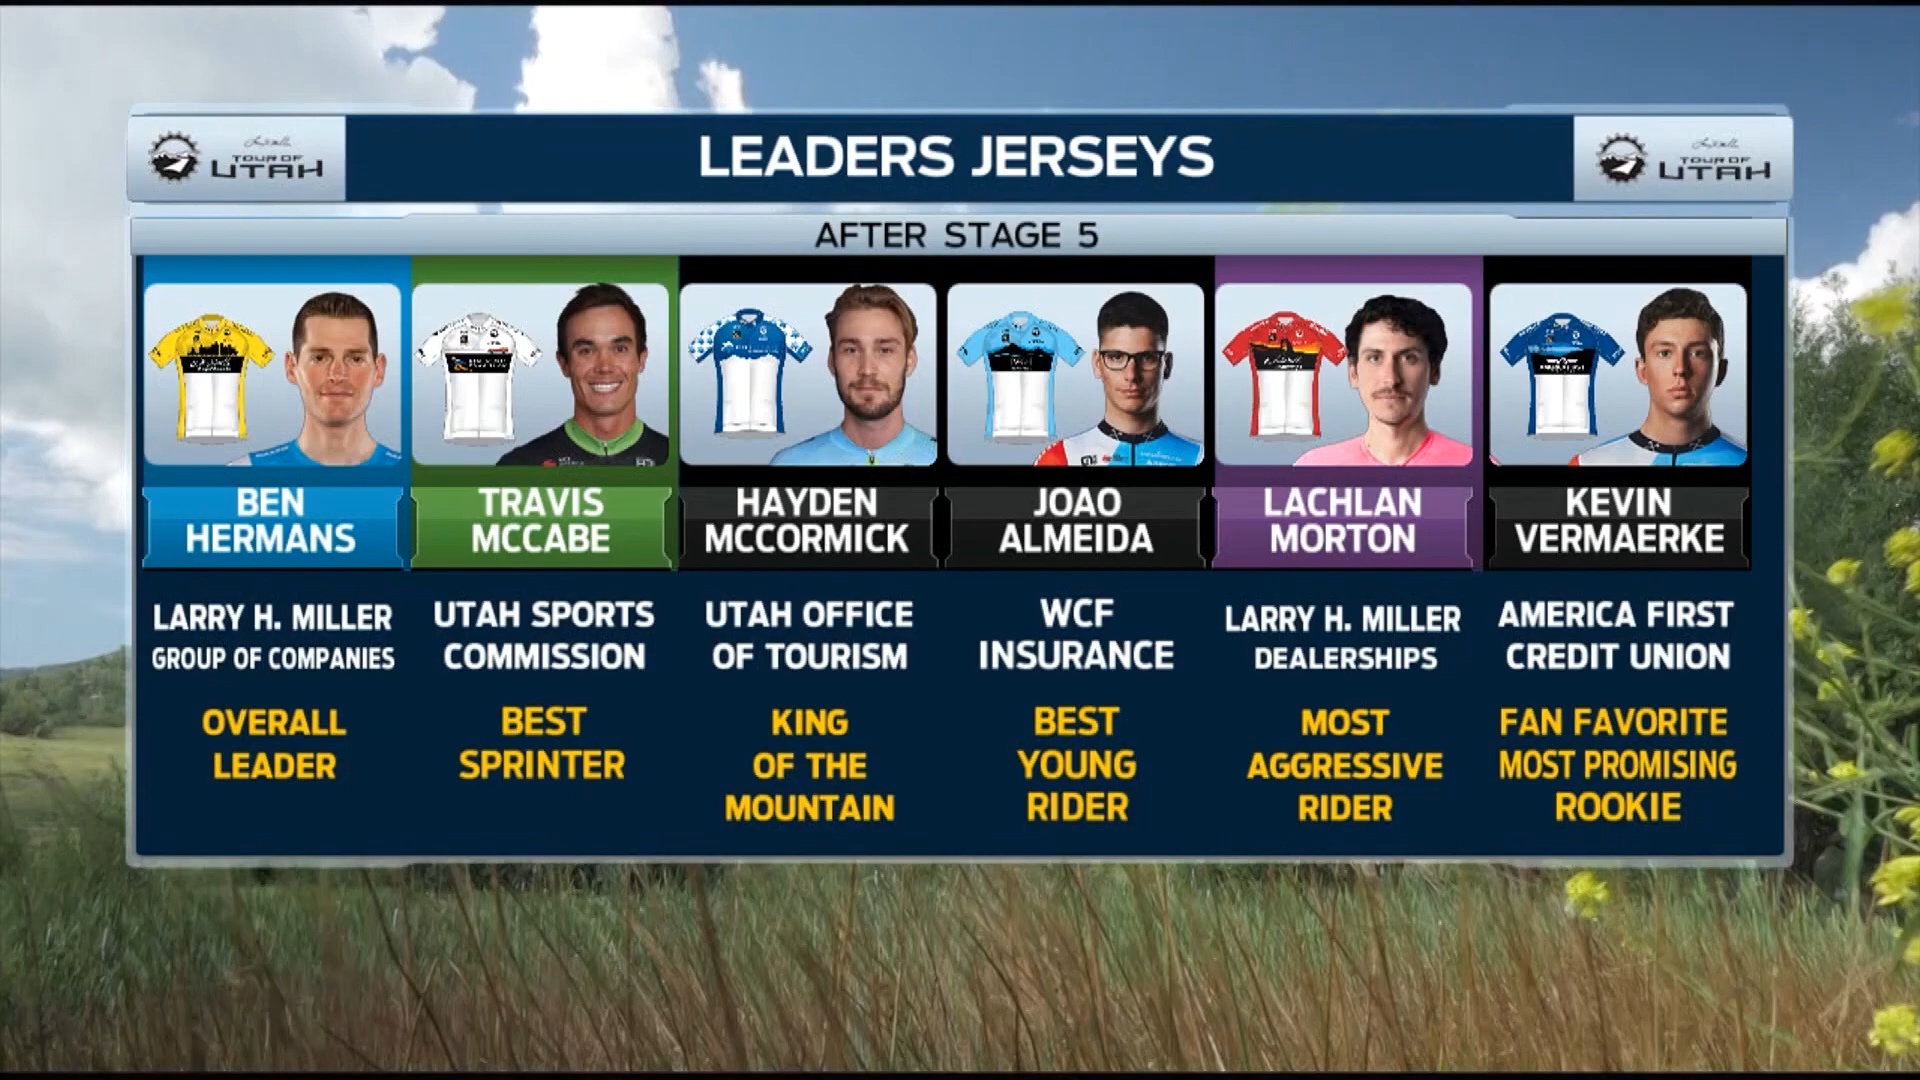 TOUR OF
UTAH
LEADERS JERSEYS
TOUR OF
UTAH
AFTER STAGE 5
BEN
HERMANS
TRAVIS
MCCABE
HAYDEN
MCCORMICK
JOAO
ALMEIDA
LACHLAN
MORTON
KEVIN
VERMAERKE
LARRY H. MILLER
GROUP OF COMPANIES
UTAH SPORTS
COMMISSION
UTAH OFFICE
OF TOURISM
WCF
INSURANCE
LARRY H. MILLER
DEALERSHIPS
AMERICA FIRST
CREDIT UNION
OVERALL
LEADER
BEST
SPRINTER
KING
OF THE
MOUNTAIN
BEST
YOUNG
RIDER
MOST
AGGRESSIVE
RIDER
FAN FAVORITE
MOST PROMISING
ROOKIE